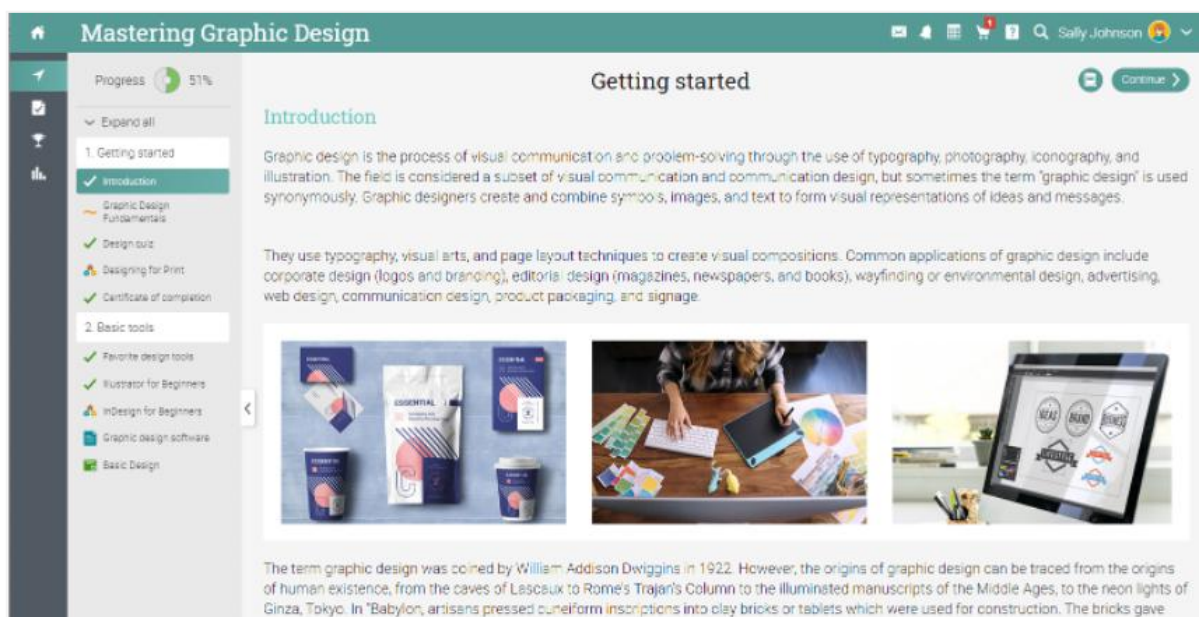 Mastering Graphic Design
1
?
Sally Johnson
Progress
51%
Expand all
1. Getting started
Introduction
Graphic Design
Fundamentals
Design quiz
Designing for Print
Certificate of completion
2. Basic tools
Favorite design tools
Illustrator for Beginners
InDesign for Beginners
Graphic design software
Basic Design
Getting started
Continue
Introduction
Graphic design is the process of visual communication and problem-solving through the use of typography, photography, iconography, and
illustration. The field is considered a subset of visual communication and communication design, but sometimes the term "graphic design" is used
synonymously. Graphic designers create and combine symbols, images, and text to form visual representations of ideas and messages.
They use typography, visual arts, and page layout techniques to create visual compositions. Common applications of graphic design include
corporate design (logos and branding), editorial design (magazines, newspapers, and books), wayfinding or environmental design, advertising,
web design, communication design, product packaging, and signage.
ESSENTIAL
IDEAS
BRAND
BUSINESS
The term graphic design was coined by William Addison Dwiggins in 1922. However, the origins of graphic design can be traced from the origins
of human existence, from the caves of Lascaux to Rome's Trajan's Column to the illuminated manuscripts of the Middle Ages, to the neon lights of
Ginza, Tokyo. In "Babylon, artisans pressed cuneiform inscriptions into clay bricks or tablets which were used for construction. The bricks gave